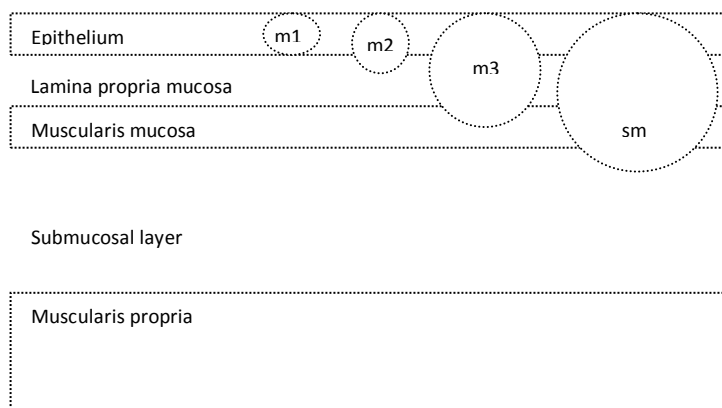 Epithelium m1 m2
m3
Lamina propria mucosa
Muscularis mucosa sm
Submucosal layer
Muscularis propria